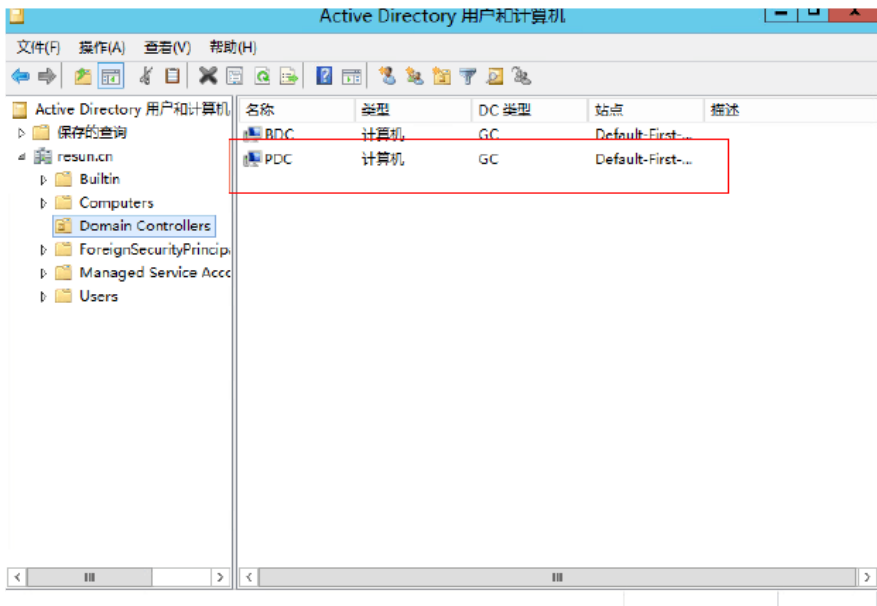 Active Directory 用户和计算机
文件(F) 操作(A) 查看(V) 帮助(H)
Active Directory 用户和计算机
保存的查询
resun.cn
Builtin
Computers
Domain Controllers
ForeignSecurityPrincip
Managed Service Acco
Users
名称 类型 DC 类型 站点 描述
BDC 计算机 GC Default-First-...
PDC 计算机 GC Default-First-...